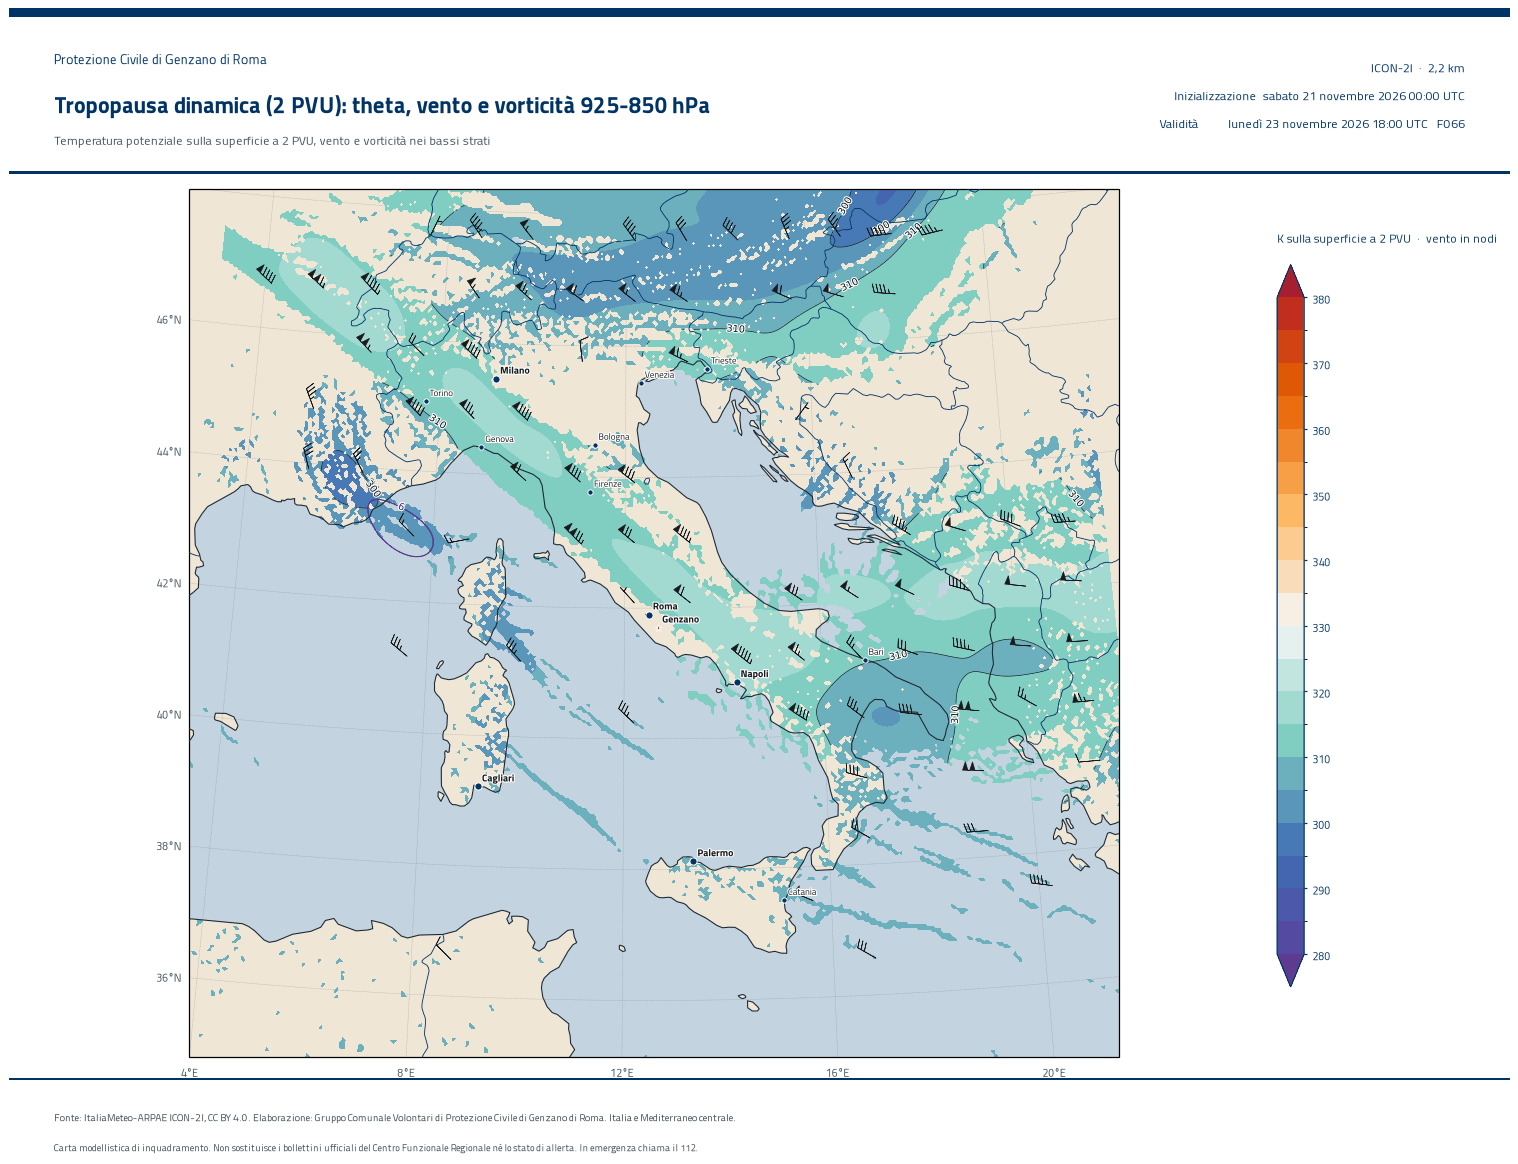 Protezione Civile di Genzano di Roma
ICON-2I · 2,2 km
Tropopausa dinamica (2 PVU): theta, vento e vorticità 925-850 hPa
Inizializzazione sabato 21 novembre 2026 00:00 UTC
Validità lunedì 23 novembre 2026 18:00 UTC F066
Temperatura potenziale sulla superficie a 2 PVU, vento e vorticità nei bassi strati
K sulla superficie a 2 PVU · vento in nodi
300
300
310
310
310
46°N
Trieste
Milano
Venezia
Torino
310
Genova
Bologna
44°N
Firenze
300
310
6
42°N
Roma
Genzano
Bari
310
Napoli
40°N
310
Cagliari
38°N
Palermo
Catania
36°N
4°E
8°E
12°E
16°E
20°E
380
370
360
350
340
330
320
310
300
290
280
Fonte: ItaliaMeteo-ARPAE ICON-2I, CC BY 4.0. Elaborazione: Gruppo Comunale Volontari di Protezione Civile di Genzano di Roma. Italia e Mediterraneo centrale.
Carta modellistica di inquadramento. Non sostituisce i bollettini ufficiali del Centro Funzionale Regionale né lo stato di allerta. In emergenza chiama il 112.